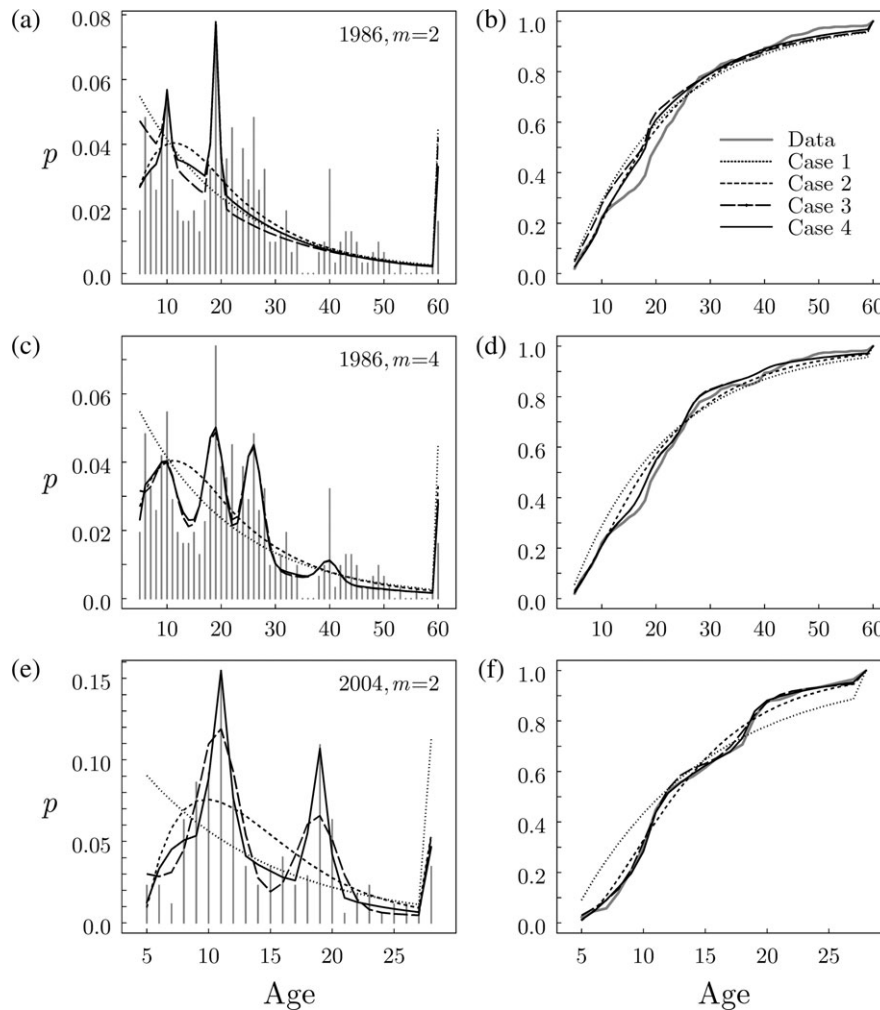 (a)
1986, m=2
0.08
0.06
0.04
0.02
0.0
p
10 20 30 40 50 60
(b)
1.0
0.8
0.6
0.4
0.2
0.0
Data
Case 1
Case 2
Case 3
Case 4
10 20 30 40 50 60
(c)
1986, m=4
0.06
0.04
0.02
0.0
p
10 20 30 40 50 60
(d)
1.0
0.8
0.6
0.4
0.2
0.0
10 20 30 40 50 60
(e)
2004, m=2
0.15
0.10
0.05
0.0
p
5 10 15 20 25
Age
(f)
1.0
0.8
0.6
0.4
0.2
0.0
5 10 15 20 25
Age